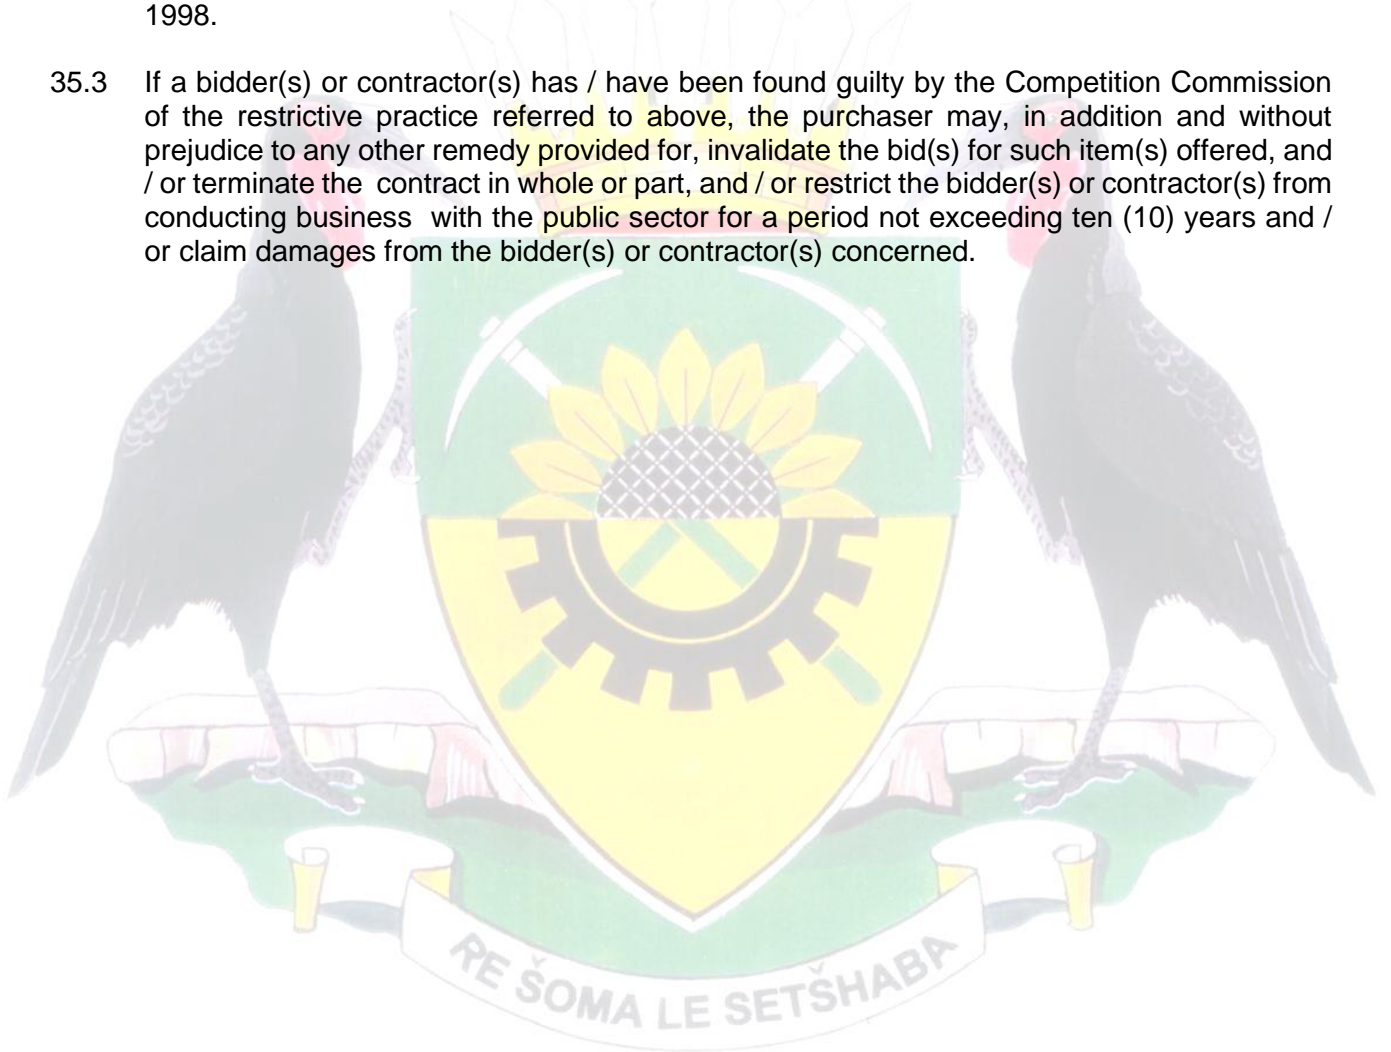 1998.
35.3 If a bidder(s) or contractor(s) has / have been found guilty by the Competition Commission
of the restrictive practice referred to above, the purchaser may, in addition and without
prejudice to any other remedy provided for, invalidate the bid(s) for such item(s) offered, and
/ or terminate the contract in whole or part, and / or restrict the bidder(s) or contractor(s) from
conducting business with the public sector for a period not exceeding ten (10) years and /
or claim damages from the bidder(s) or contractor(s) concerned.
RE ŠOMA LE SETŠHABA